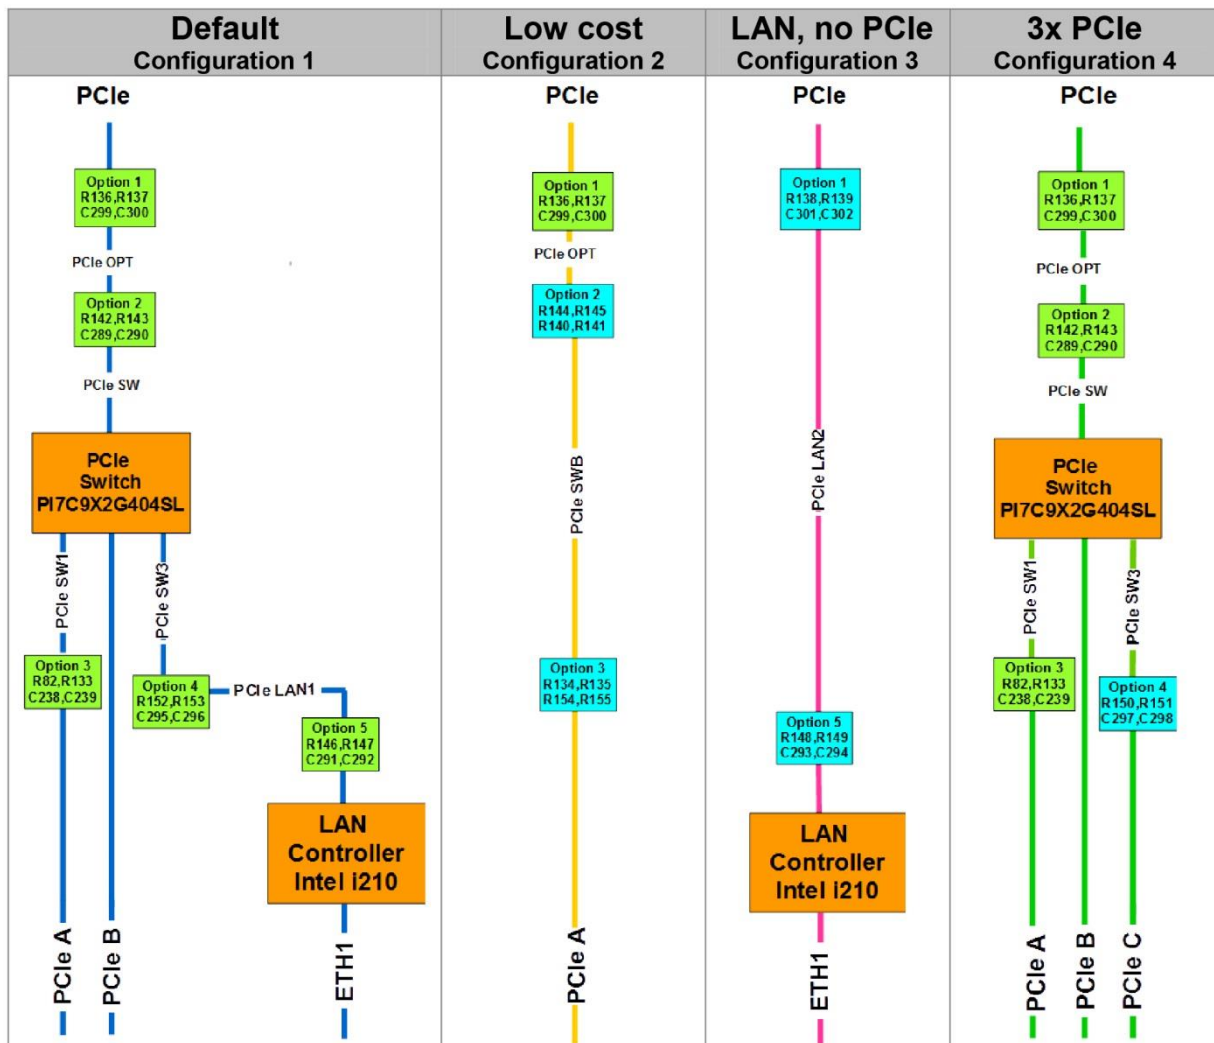 Default
Configuration 1
PCIe
Option 1
R136,R137
C299,C300
PCIe OPT
Option 2
R142,R143
C289,C290
PCIe SW
PCIe
Switch
PI7C9X2G404SL
PCIe SW1
PCIe SW3
Option 3
R82,R133
C238,C239
Option 4
R152,R153
C295,C296
PCIe LAN1
Option 5
R146,R147
C291,C292
LAN
Controller
Intel i210
PCIe A
PCIe B
ETH1
Low cost
Configuration 2
PCIe
Option 1
R136,R137
C299,C300
PCIe OPT
Option 2
R144,R145
R140,R141
PCIe SWB
Option 3
R134,R135
R154,R155
PCIe A
LAN, no PCIe
Configuration 3
PCIe
Option 1
R138,R139
C301,C302
PCIe LAN2
Option 5
R148,R149
C293,C294
LAN
Controller
Intel i210
ETH1
3x PCIe
Configuration 4
PCIe
Option 1
R136,R137
C299,C300
PCIe OPT
Option 2
R142,R143
C289,C290
PCIe SW
PCIe
Switch
PI7C9X2G404SL
PCIe SW1
PCIe SW3
Option 3
R82,R133
C238,C239
Option 4
R150,R151
C297,C298
PCIe A
PCIe B
PCIe C